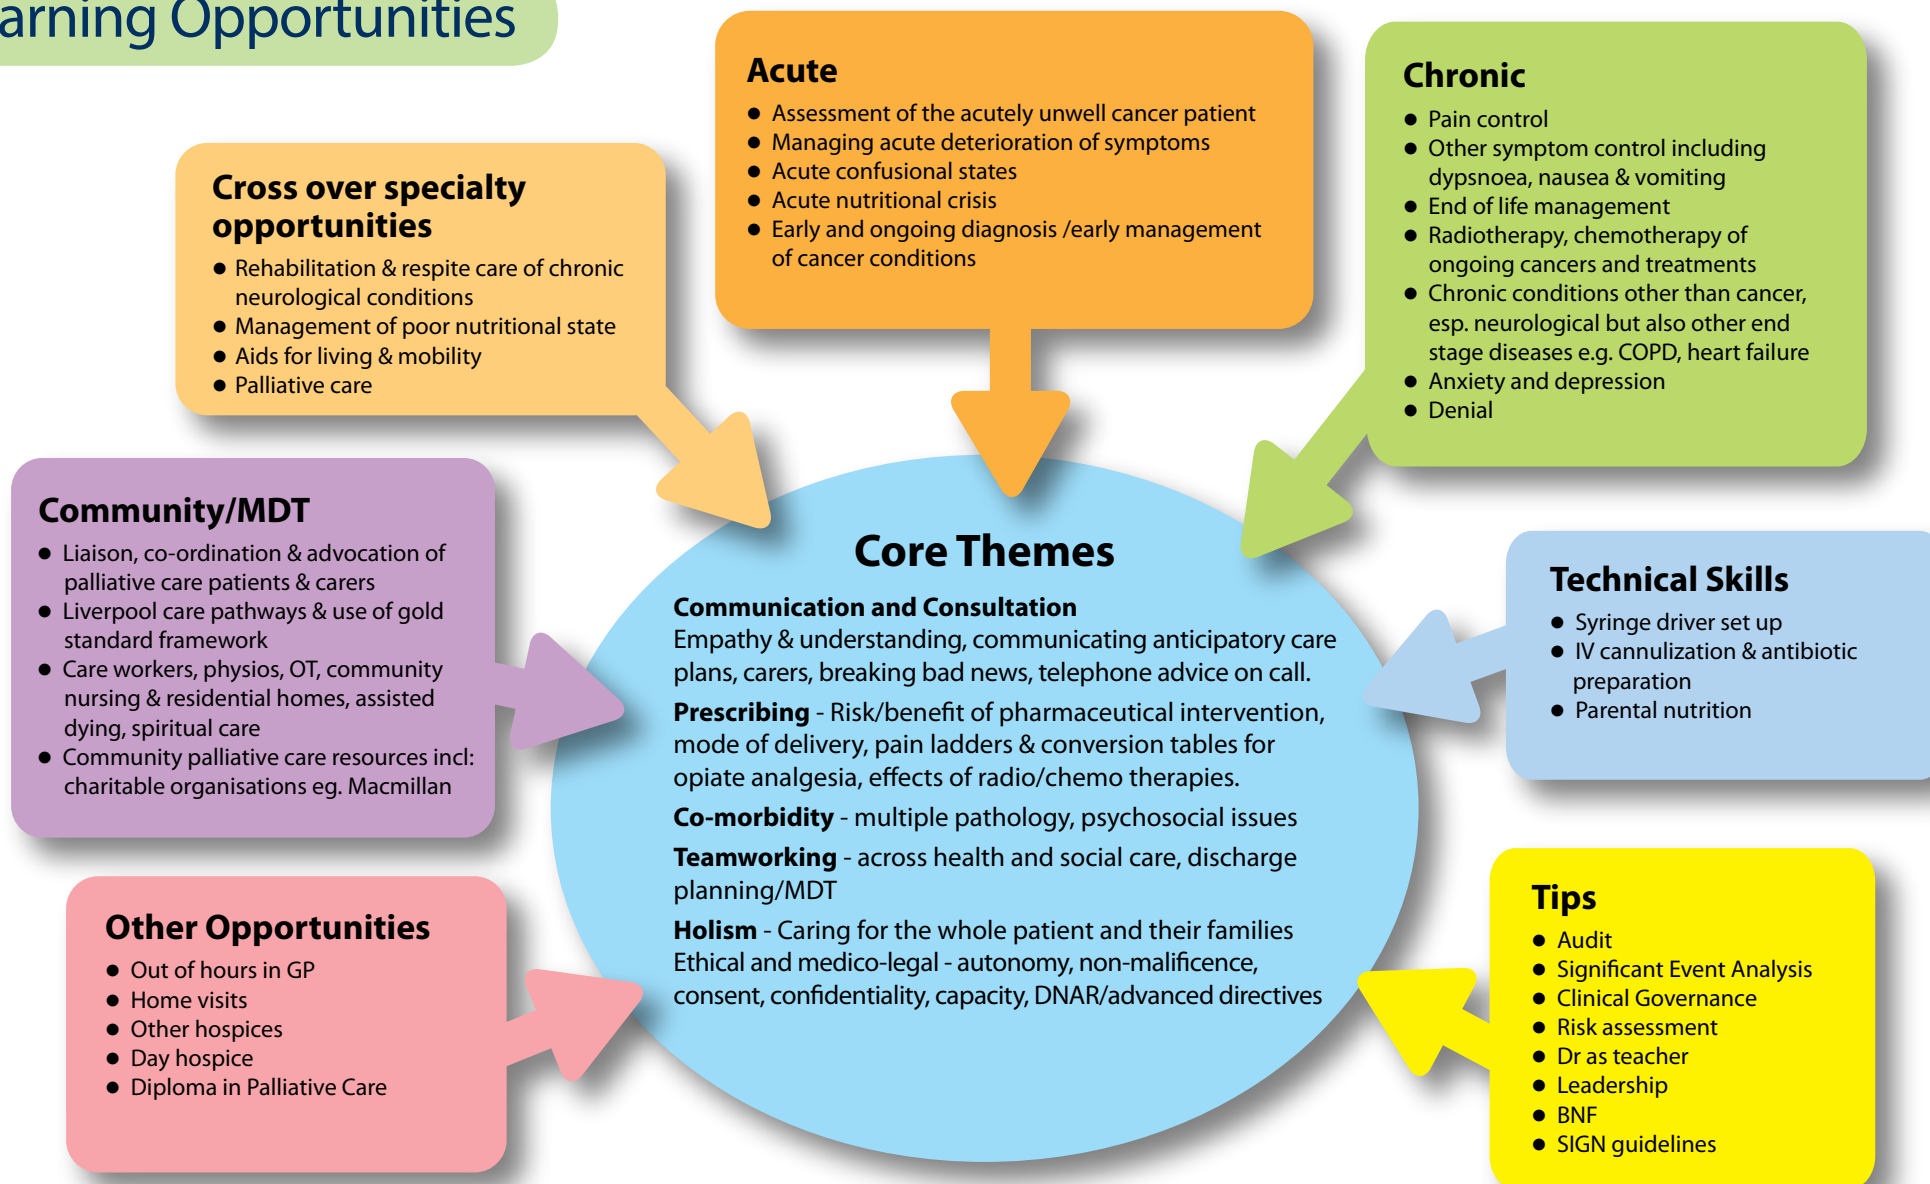 arning Opportunities
Acute
● Assessment of the acutely unwell cancer patient
● Managing acute deterioration of symptoms
● Acute confusional states
● Acute nutritional crisis
● Early and ongoing diagnosis /early management
of cancer conditions
Chronic
● Pain control
● Other symptom control including
dypsnoea, nausea & vomiting
● End of life management
● Radiotherapy, chemotherapy of
ongoing cancers and treatments
● Chronic conditions other than cancer,
esp. neurological but also other end
stage diseases e.g. COPD, heart failure
● Anxiety and depression
● Denial
Cross over specialty
opportunities
● Rehabilitation & respite care of chronic
neurological conditions
● Management of poor nutritional state
● Aids for living & mobility
● Palliative care
Community/MDT
● Liaison, co-ordination & advocation of
palliative care patients & carers
● Liverpool care pathways & use of gold
standard framework
● Care workers, physios, OT, community
nursing & residential homes, assisted
dying, spiritual care
● Community palliative care resources incl:
charitable organisations eg. Macmillan
Core Themes
Communication and Consultation
Empathy & understanding, communicating anticipatory care
plans, carers, breaking bad news, telephone advice on call.
Prescribing - Risk/benefit of pharmaceutical intervention,
mode of delivery, pain ladders & conversion tables for
opiate analgesia, effects of radio/chemo therapies.
Co-morbidity - multiple pathology, psychosocial issues
Teamworking - across health and social care, discharge
planning/MDT
Holism - Caring for the whole patient and their families
Ethical and medico-legal - autonomy, non-malificence,
consent, confidentiality, capacity, DNAR/advanced directives
Technical Skills
● Syringe driver set up
● IV cannulization & antibiotic
preparation
● Parental nutrition
Other Opportunities
● Out of hours in GP
● Home visits
● Other hospices
● Day hospice
● Diploma in Palliative Care
Tips
● Audit
● Significant Event Analysis
● Clinical Governance
● Risk assessment
● Dr as teacher
● Leadership
● BNF
● SIGN guidelines